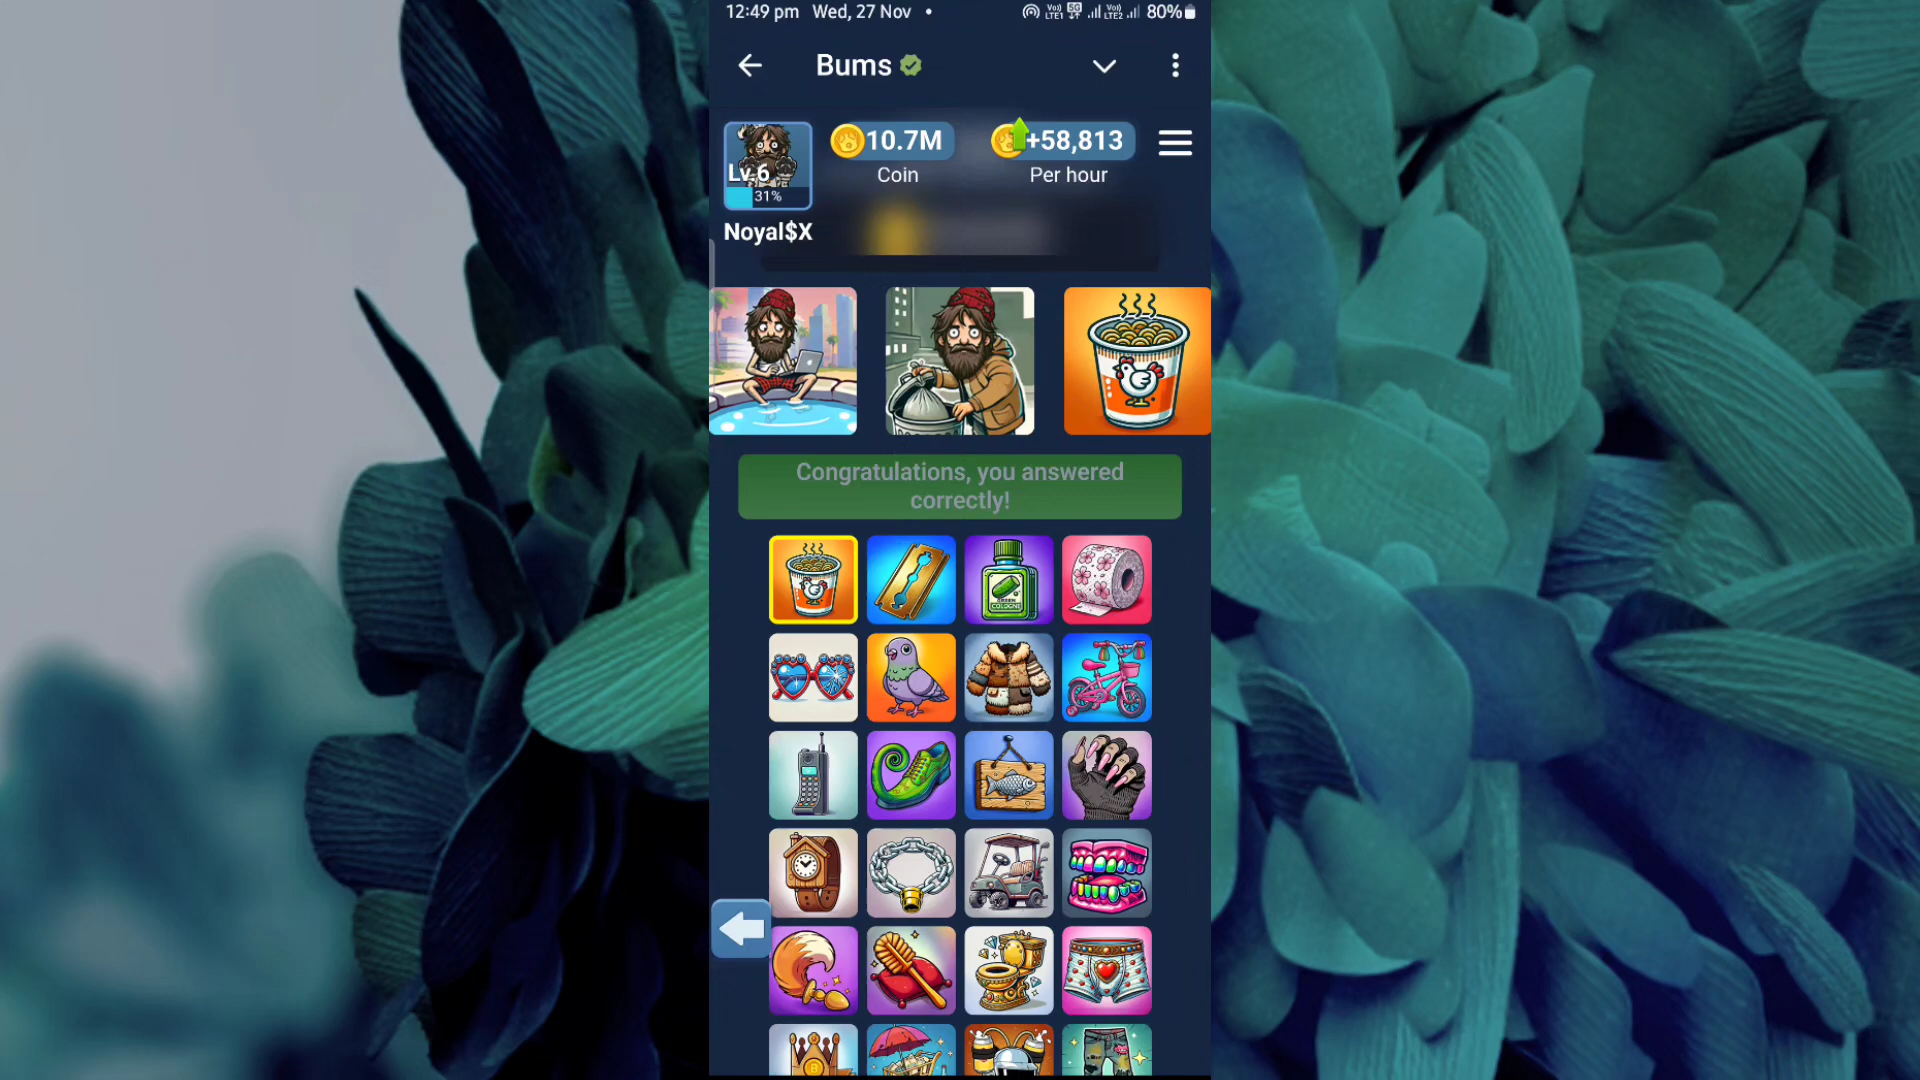 12:49 pm Wed, 27 Nov • 80%
Bums
10.7M
+58,813
Coin
Per hour
Lv.6
31%
Noyal$X
Congratulations, you answered
correctly!
COLOGNE